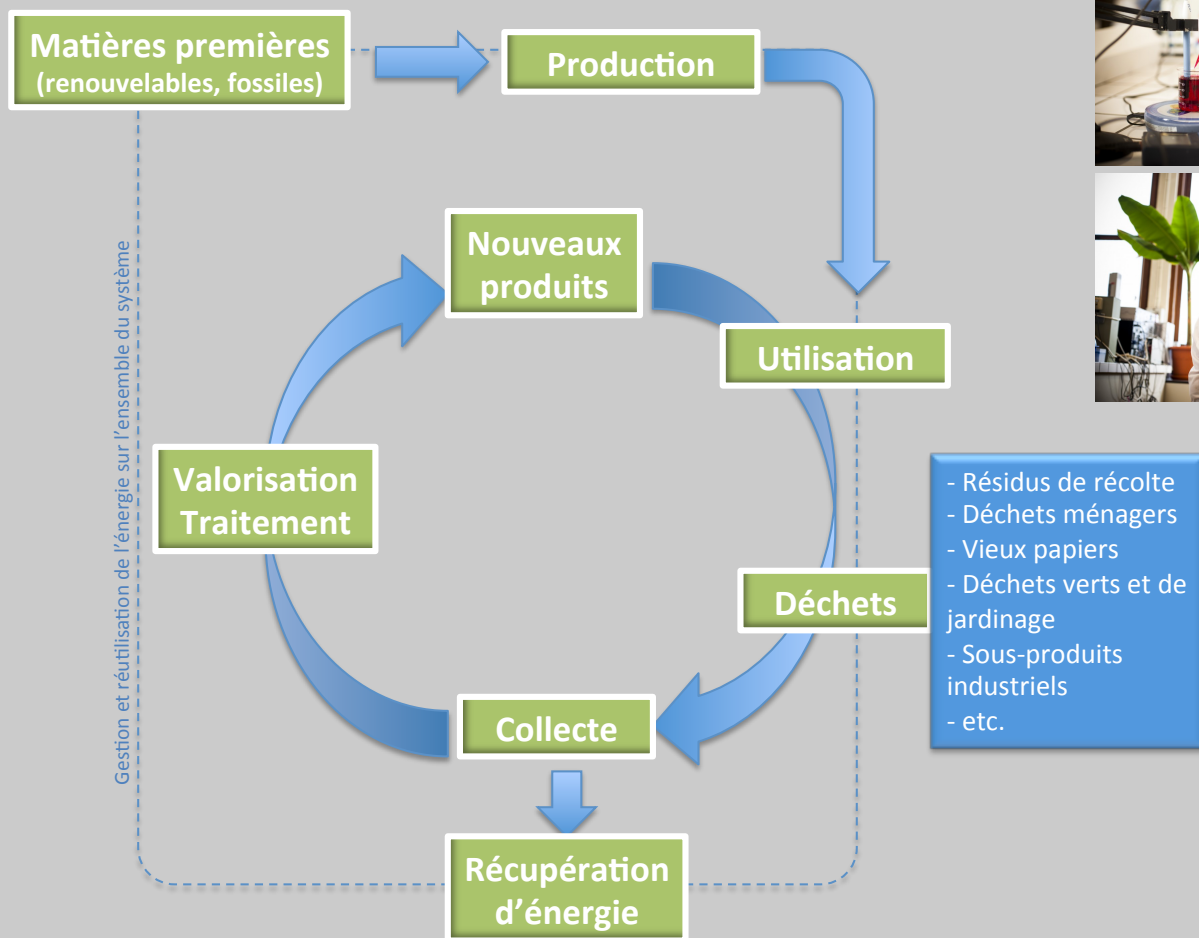 Matières premières
(renouvelables, fossiles)
Production
Nouveaux
produits
Utilisation
Gestion et réutilisation de l'énergie sur l'ensemble du système
Valorisation
Traitement
- Résidus de récolte
- Déchets ménagers
- Vieux papiers
- Déchets verts et de
jardinage
- Sous-produits
industriels
- etc.
Déchets
Collecte
Récupération
d'énergie